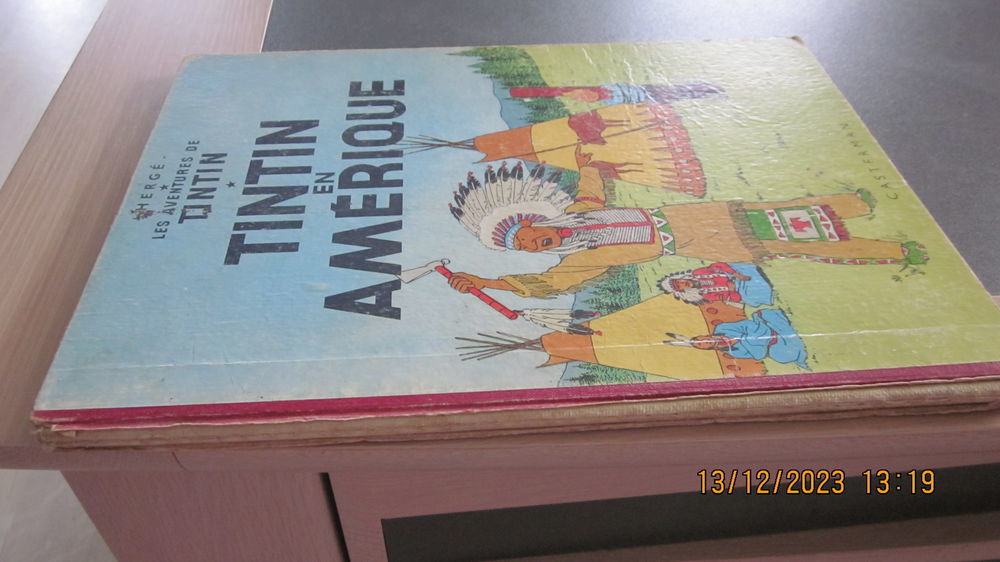 HERGÉ
LES AVENTURES DE
TINTIN
TINTIN
EN
AMÉRIQUE
CASTERMAN
13/12/2023 13:19